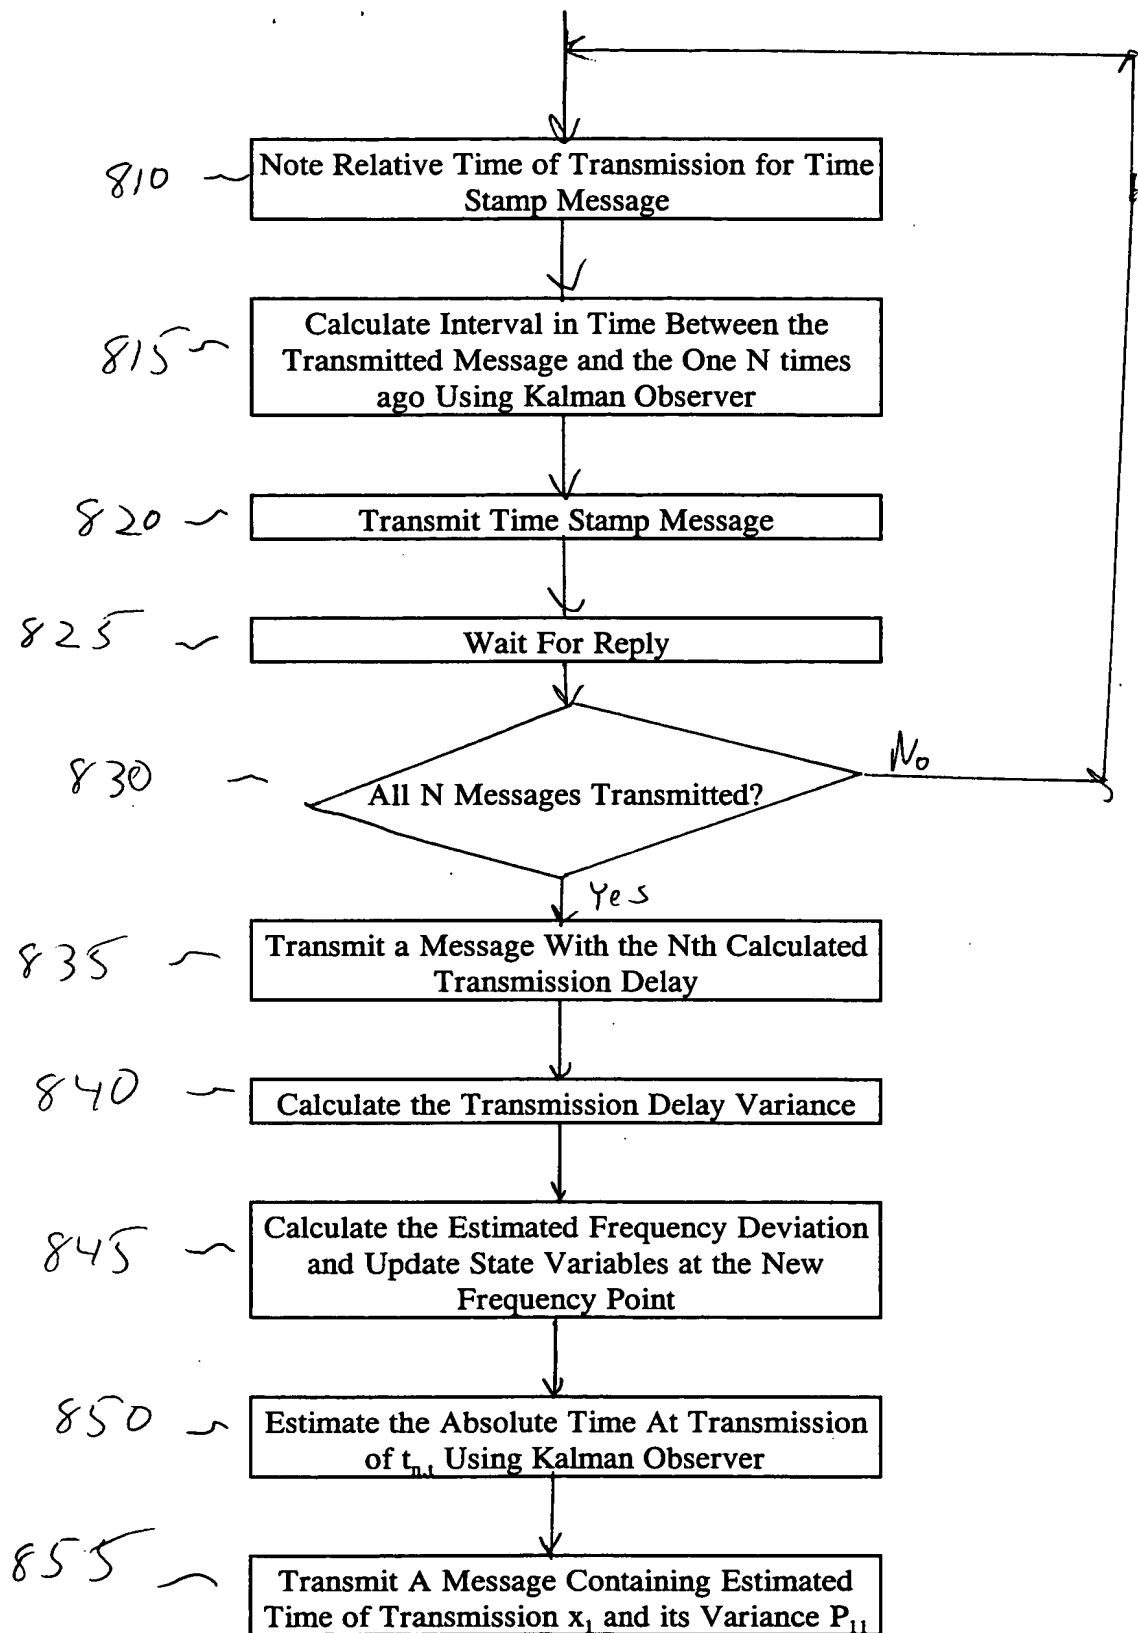 810
Note Relative Time of Transmission for Time
Stamp Message
815
Calculate Interval in Time Between the
Transmitted Message and the One N times
ago Using Kalman Observer
820
Transmit Time Stamp Message
825
Wait For Reply
830
All N Messages Transmitted?
No
Yes
835
Transmit a Message With the Nth Calculated
Transmission Delay
840
Calculate the Transmission Delay Variance
845
Calculate the Estimated Frequency Deviation
and Update State Variables at the New
Frequency Point
850
Estimate the Absolute Time At Transmission
of tn,t Using Kalman Observer
855
Transmit A Message Containing Estimated
Time of Transmission x1 and its Variance P11